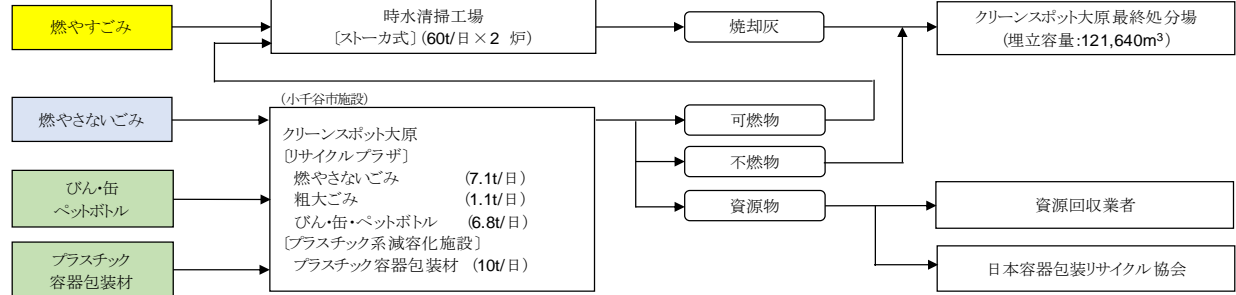 燃やすごみ
時水清掃工場
〔ストーカ式〕(60t/日×2 炉)
焼却灰
クリーンスポット大原最終処分場
(埋立容量:121,640m³)
燃やさないごみ
(小千谷市施設)
クリーンスポット大原
〔リサイクルプラザ〕
燃やさないごみ (7.1t/日)
粗大ごみ (1.1t/日)
びん・缶・ペットボトル (6.8t/日)
〔プラスチック系減容化施設〕
プラスチック容器包装材 (10t/日)
可燃物
不燃物
資源物
びん・缶
ペットボトル
資源回収業者
プラスチック
容器包装材
日本容器包装リサイクル協会